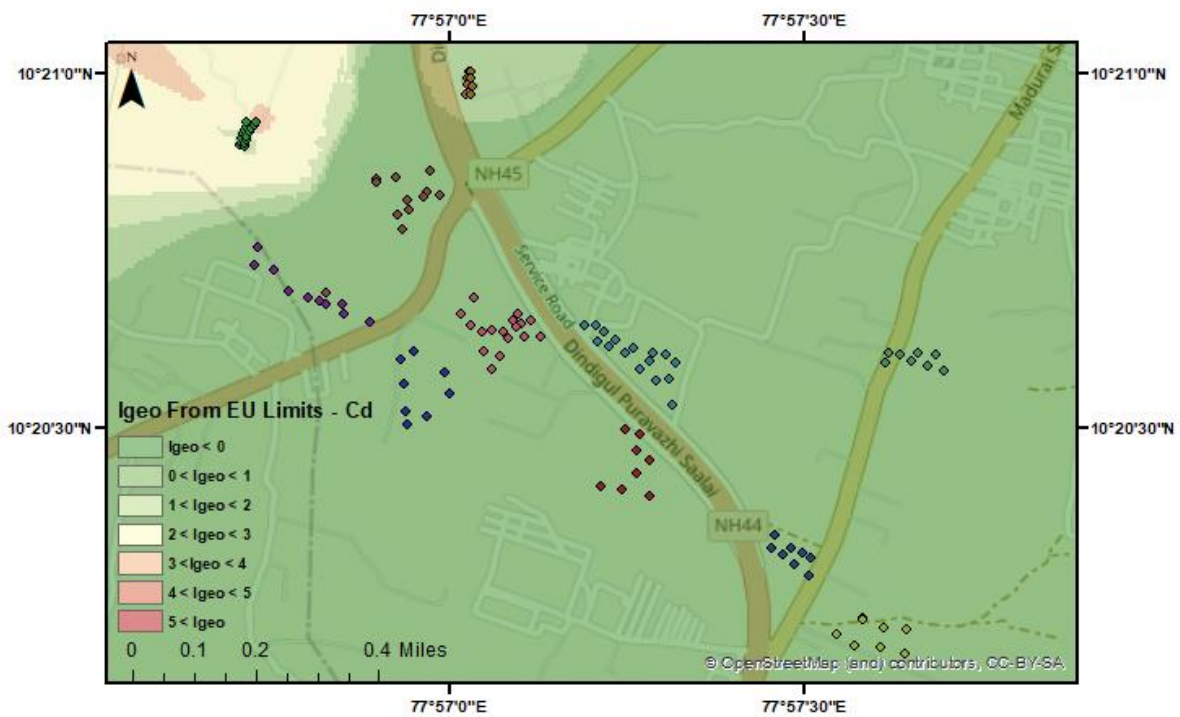 77°57'0"E 77°57'30"E
10°21'0"N 10°21'0"N
N
Di
Madurai S
NH45
Service Road
Dindigul Puravazhi Saalai
10°20'30"N 10°20'30"N
Igeo From EU Limits - Cd
Igeo < 0
0 < Igeo < 1
1 < Igeo < 2
2 < Igeo < 3
3 <Igeo < 4
4 < Igeo < 5
5 < Igeo
NH44
0 0.1 0.2 0.4 Miles
© OpenStreetMap (and) contributors, CC-BY-SA
77°57'0"E 77°57'30"E